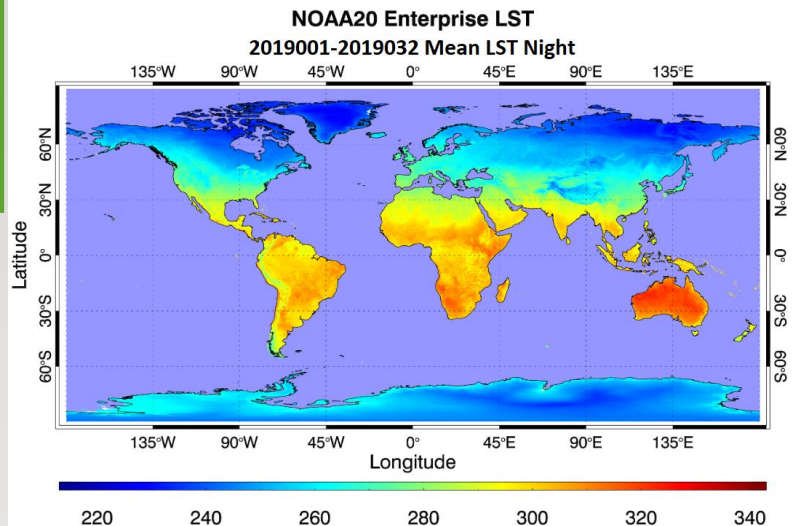 NOAA20 Enterprise LST
2019001-2019032 Mean LST Night
135°W 90°W 45°W 0° 45°E 90°E 135°E
60°N 60°N
30°N 30°N
0° 0°
30°S 30°S
60°S 60°S
Latitude
135°W 90°W 45°W 0° 45°E 90°E 135°E
Longitude
220 240 260 280 300 320 340